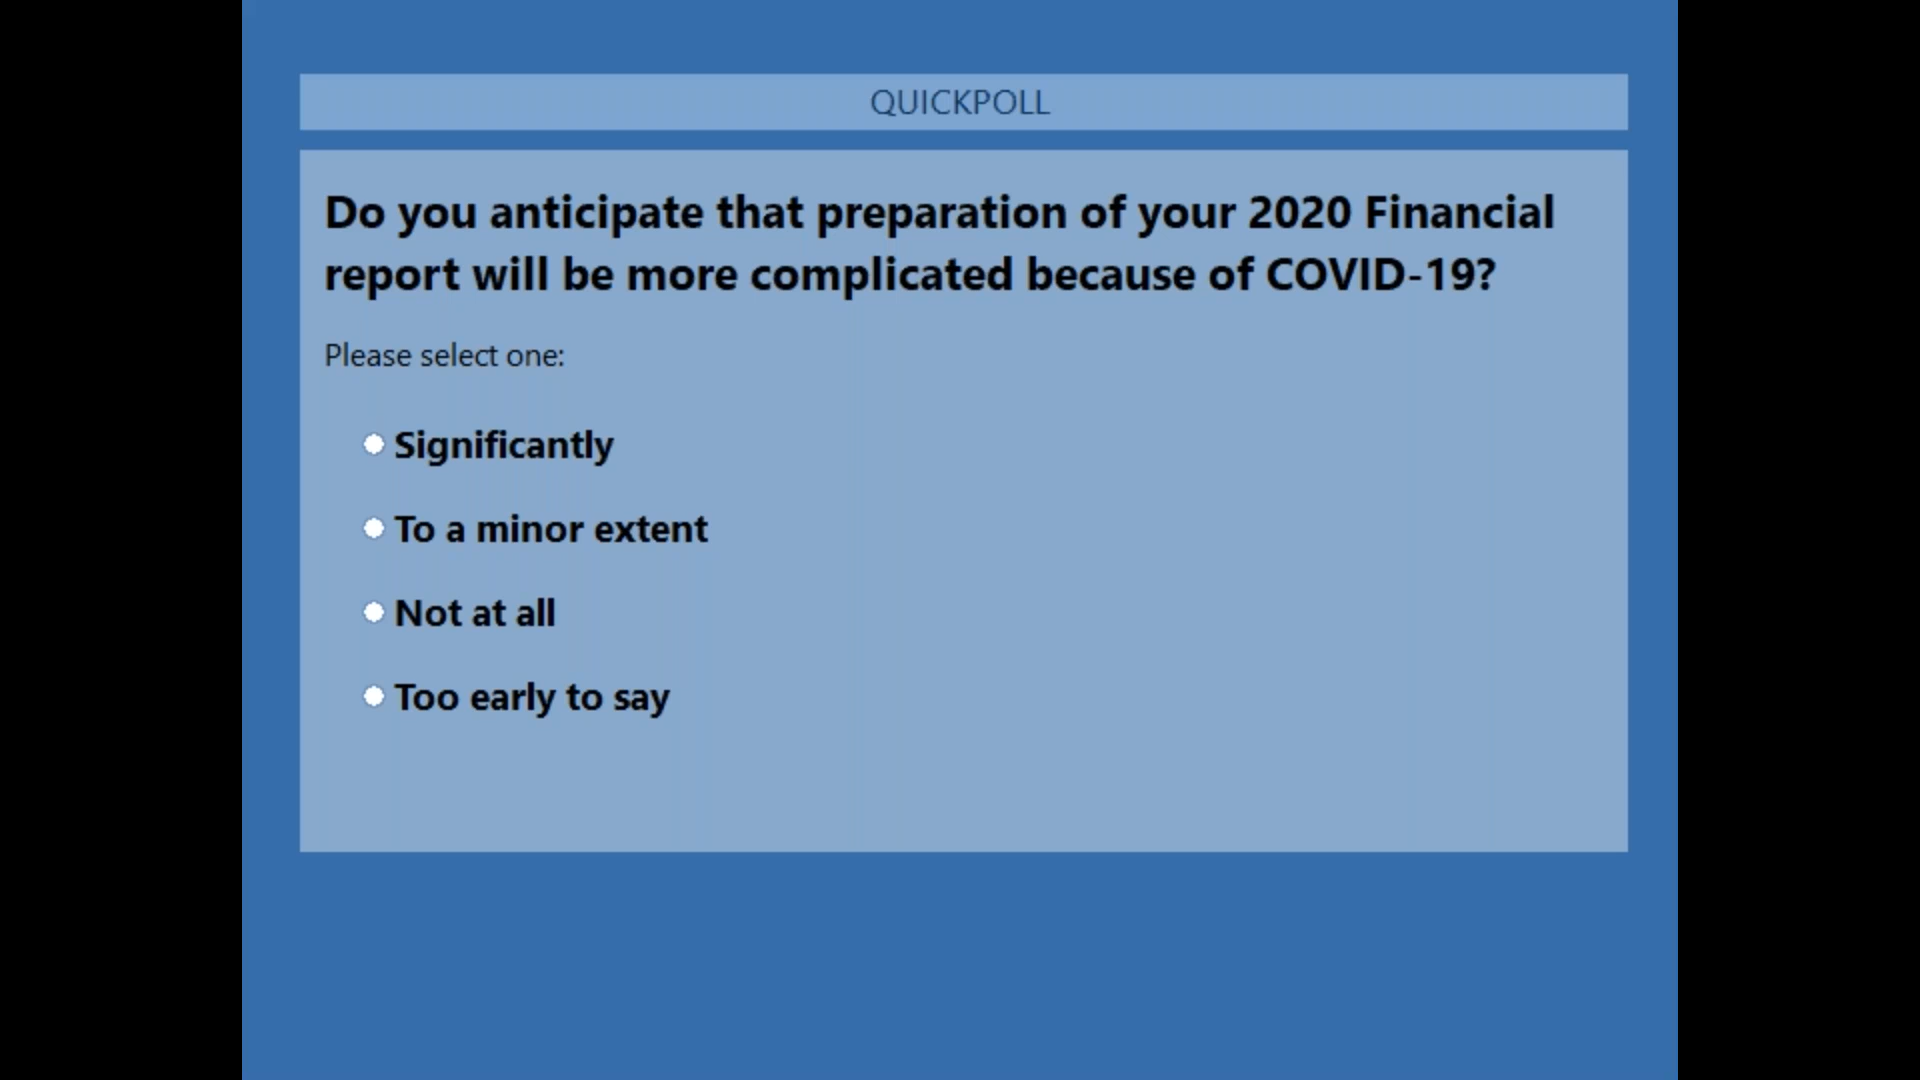 QUICKPOLL
Do you anticipate that preparation of your 2020 Financial
report will be more complicated because of COVID-19?
Please select one:
Significantly
To a minor extent
Not at all
Too early to say